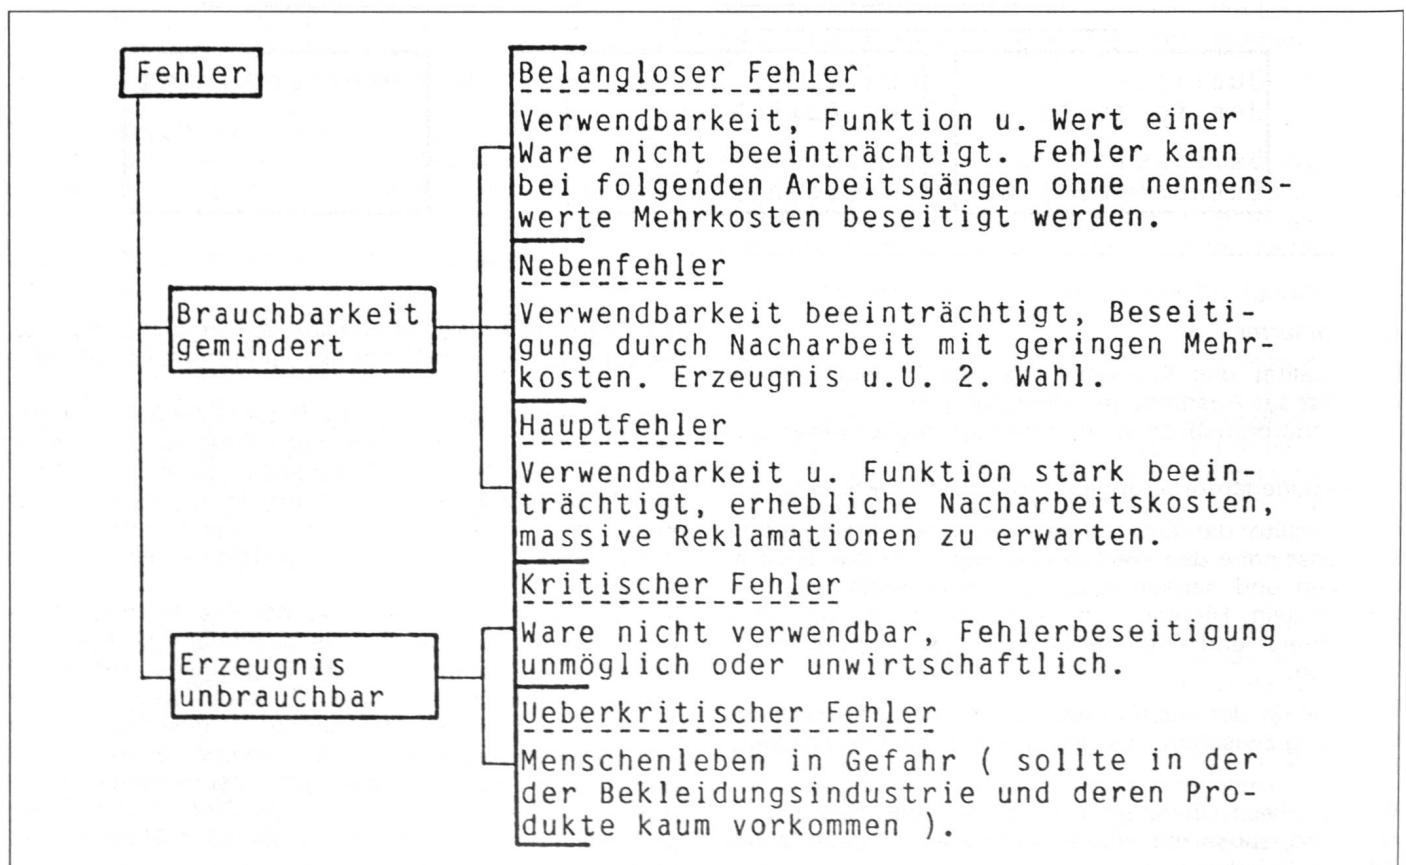 Fehler
Belangloser Fehler
Verwendbarkeit, Funktion u. Wert einer
Ware nicht beeinträchtigt. Fehler kann
bei folgenden Arbeitsgängen ohne nennens-
werte Mehrkosten beseitigt werden.
Brauchbarkeit
gemindert
Nebenfehler
Verwendbarkeit beeinträchtigt, Beseiti-
gung durch Nacharbeit mit geringen Mehr-
kosten. Erzeugnis u.U. 2. Wahl.
Hauptfehler
Verwendbarkeit u. Funktion stark beein-
trächtigt, erhebliche Nacharbeitskosten,
massive Reklamationen zu erwarten.
Erzeugnis
unbrauchbar
Kritischer Fehler
Ware nicht verwendbar, Fehlerbeseitigung
unmöglich oder unwirtschaftlich.
Ueberkritischer Fehler
Menschenleben in Gefahr ( sollte in der
der Bekleidungsindustrie und deren Pro-
dukte kaum vorkommen ).